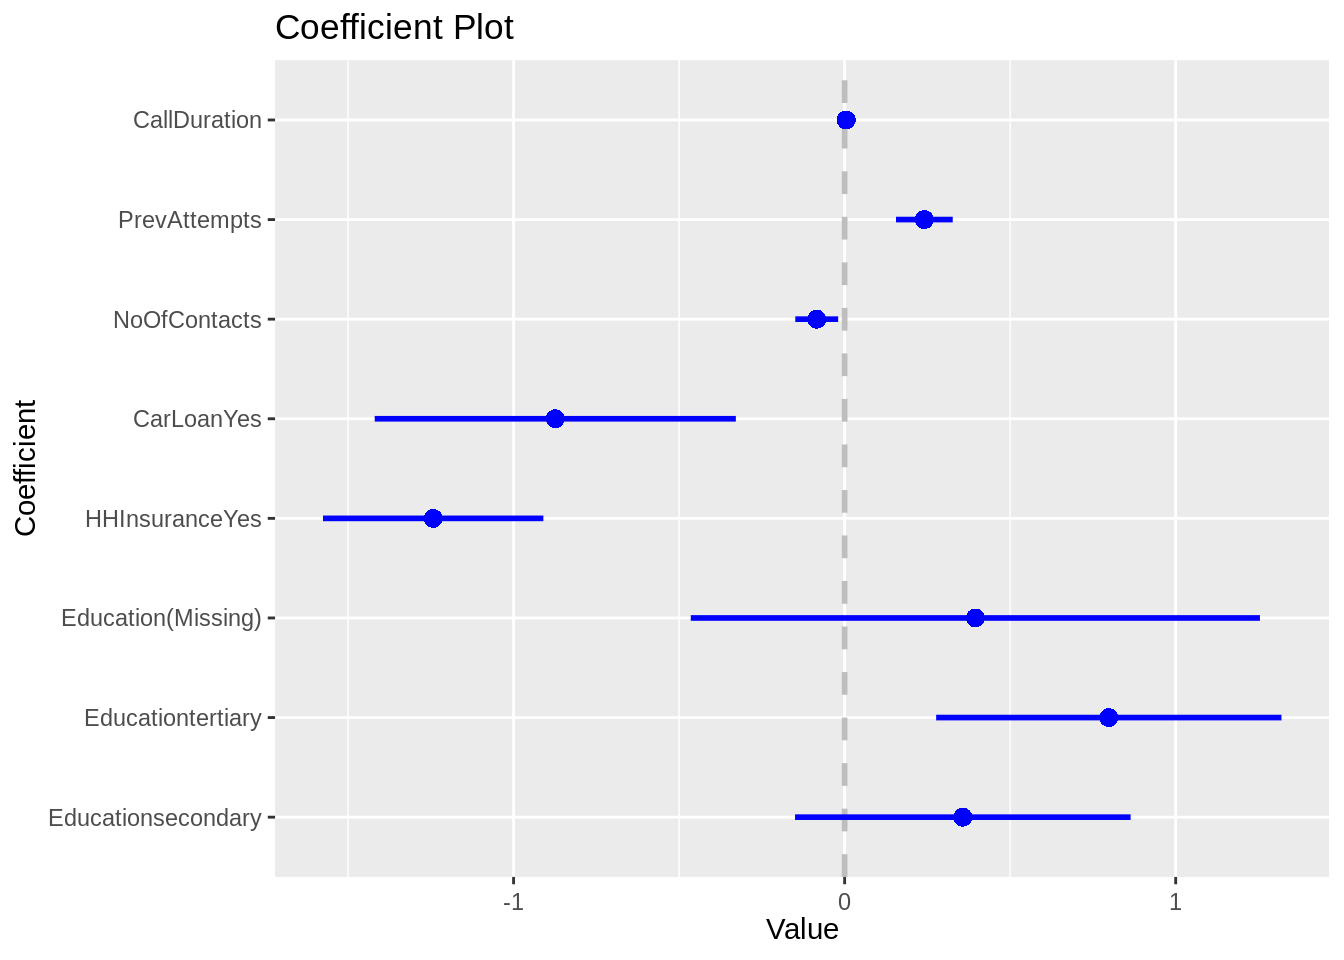 Coefficient Plot
CallDuration
PrevAttempts
NoOfContacts
CarLoanYes
HHInsuranceYes
Education(Missing)
Educationtertiary
Educationsecondary
Coefficient
-1 0 1
Value